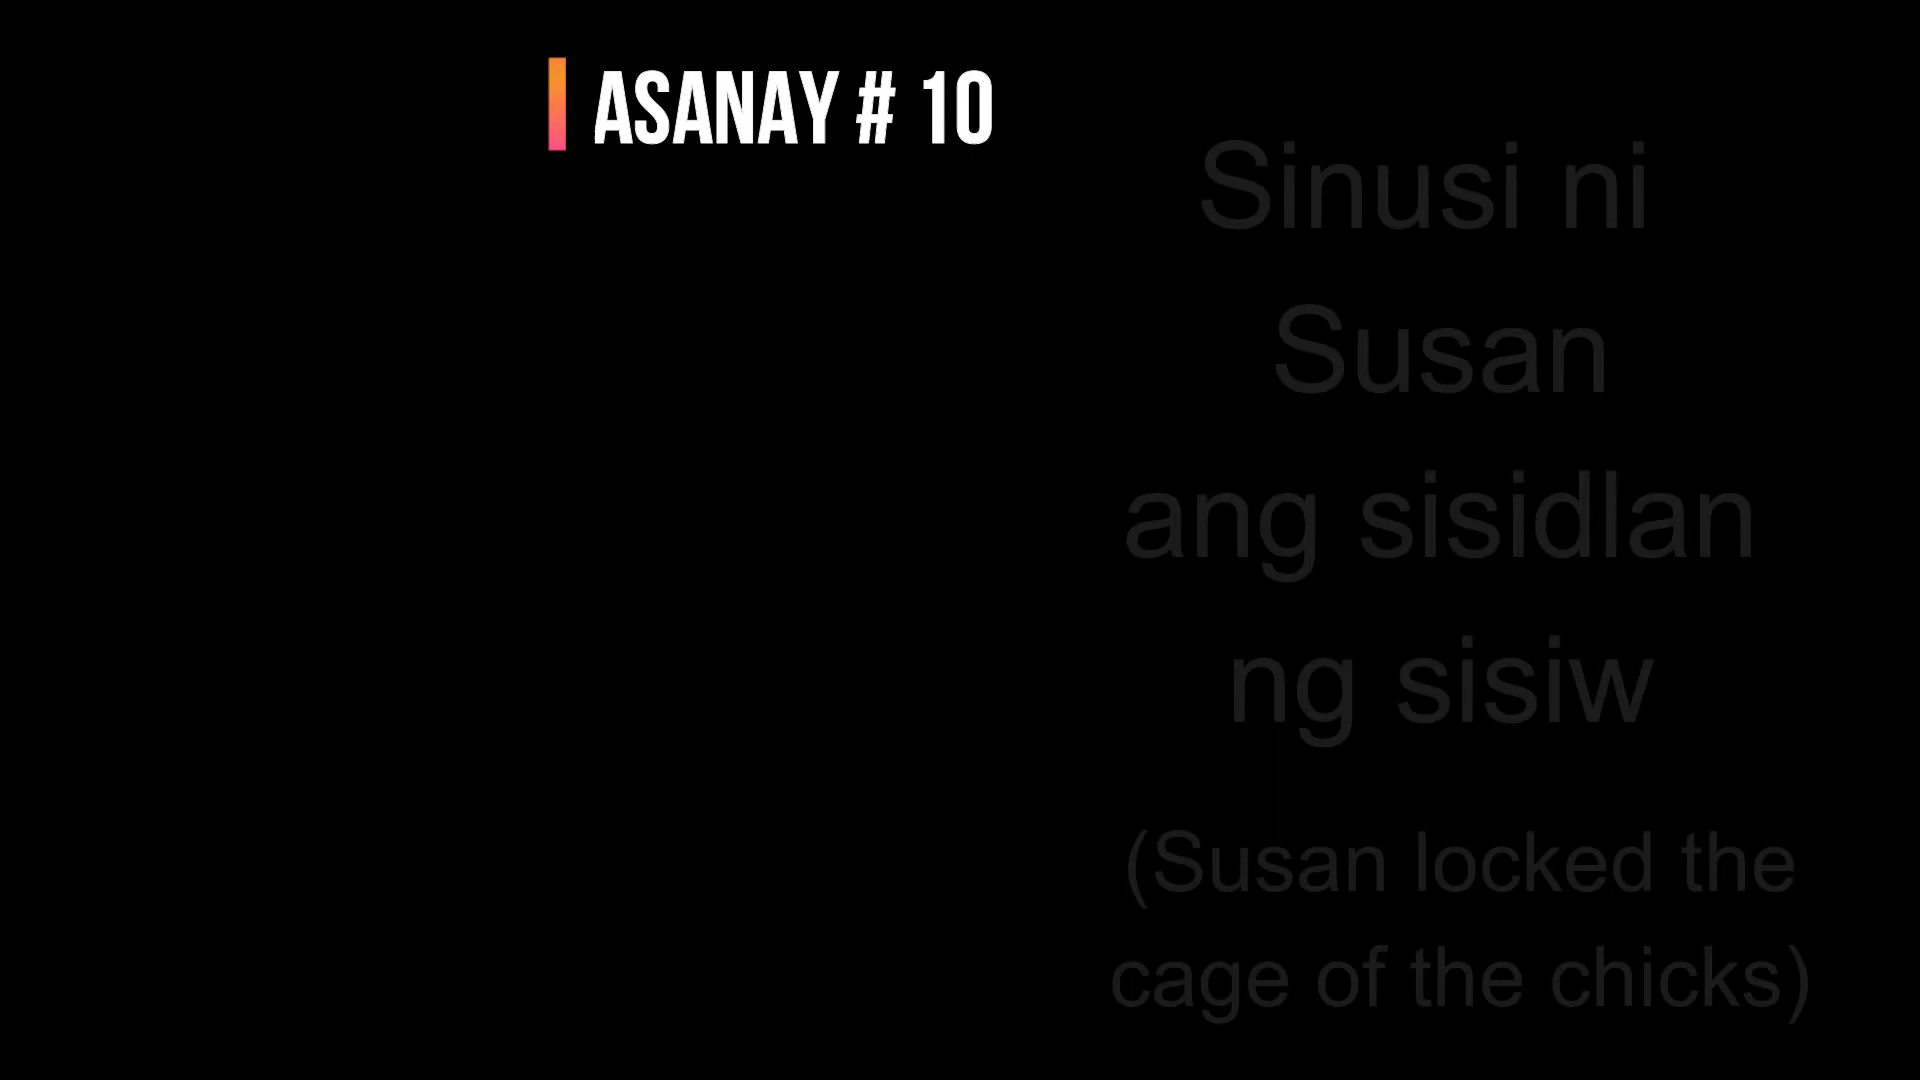 ASANAY # 10
Sinusi ni
Susan
ang sisidlan
ng sisiw
(Susan locked the
cage of the chicks)